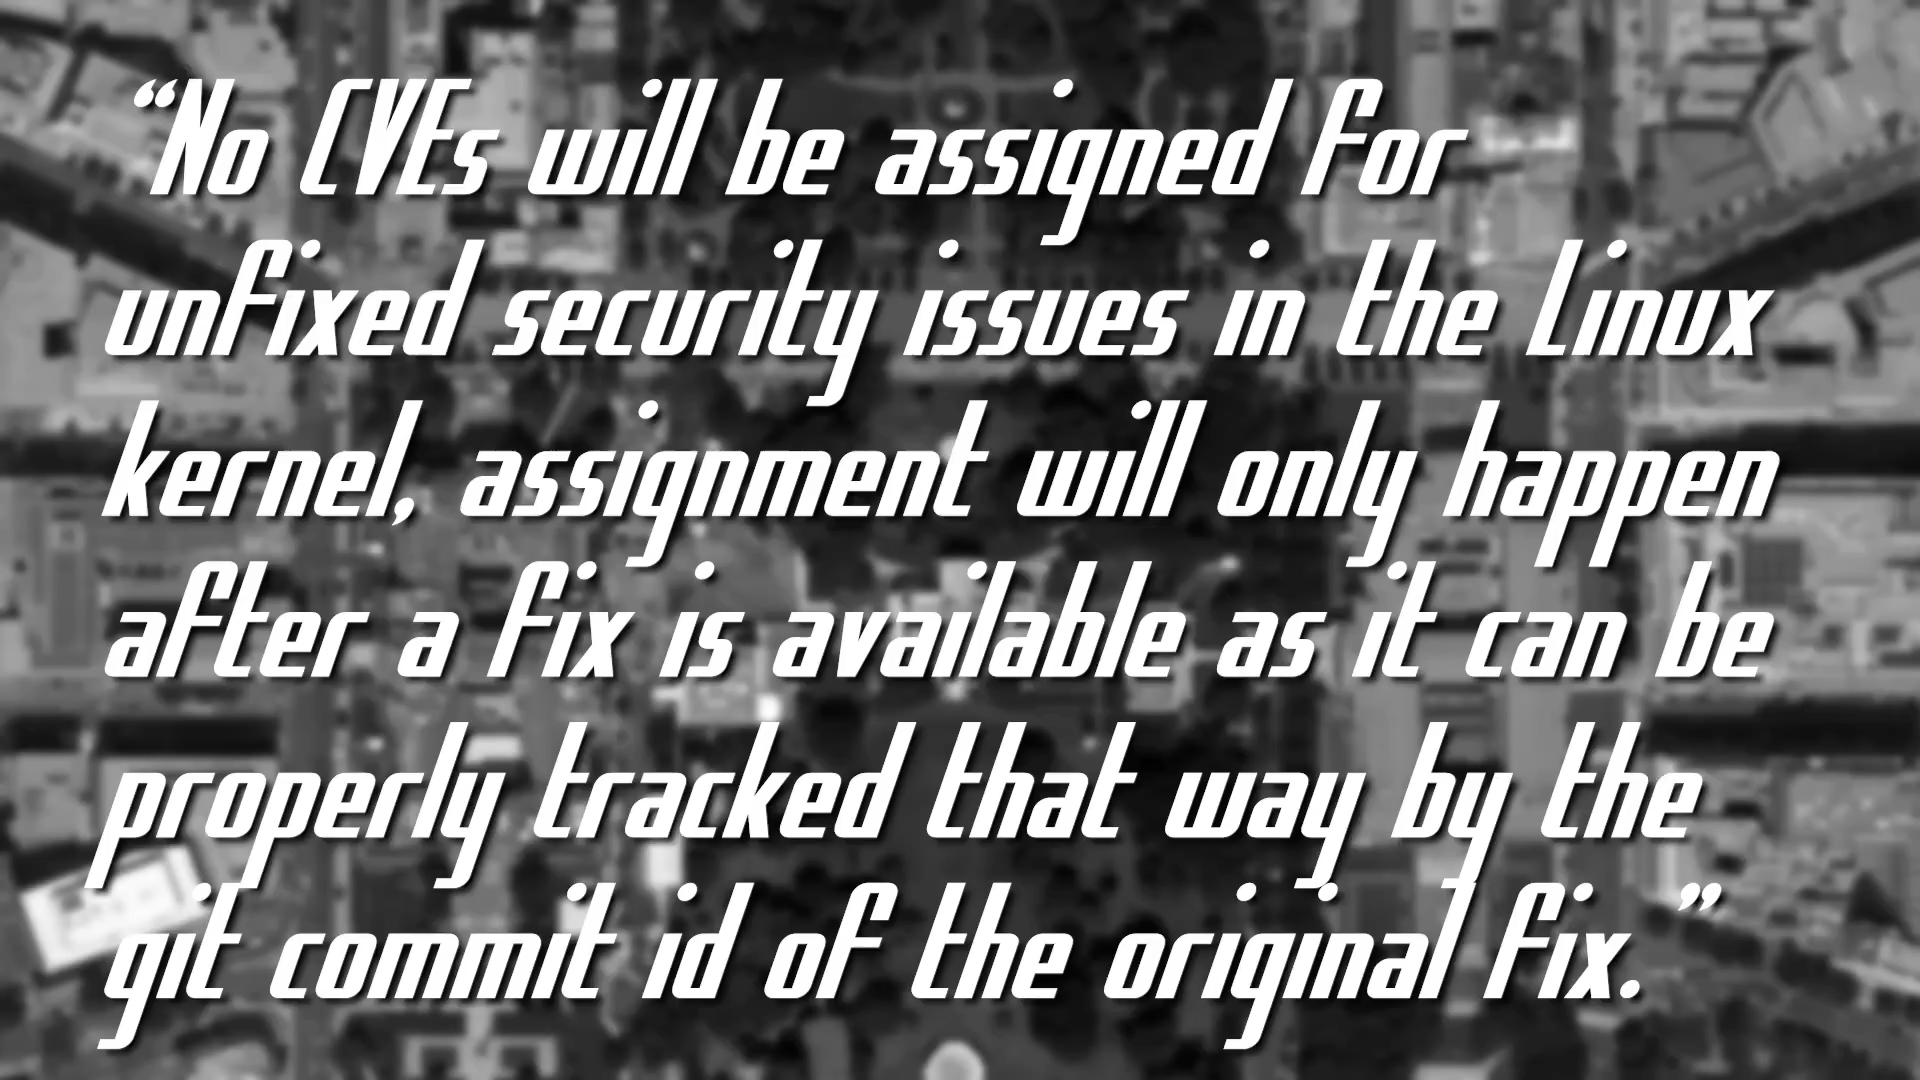 “No CVEs will be assigned for
unfixed security issues in the Linux
kernel, assignment will only happen
after a fix is available as it can be
properly tracked that way by the
git commit id of the original fix.”